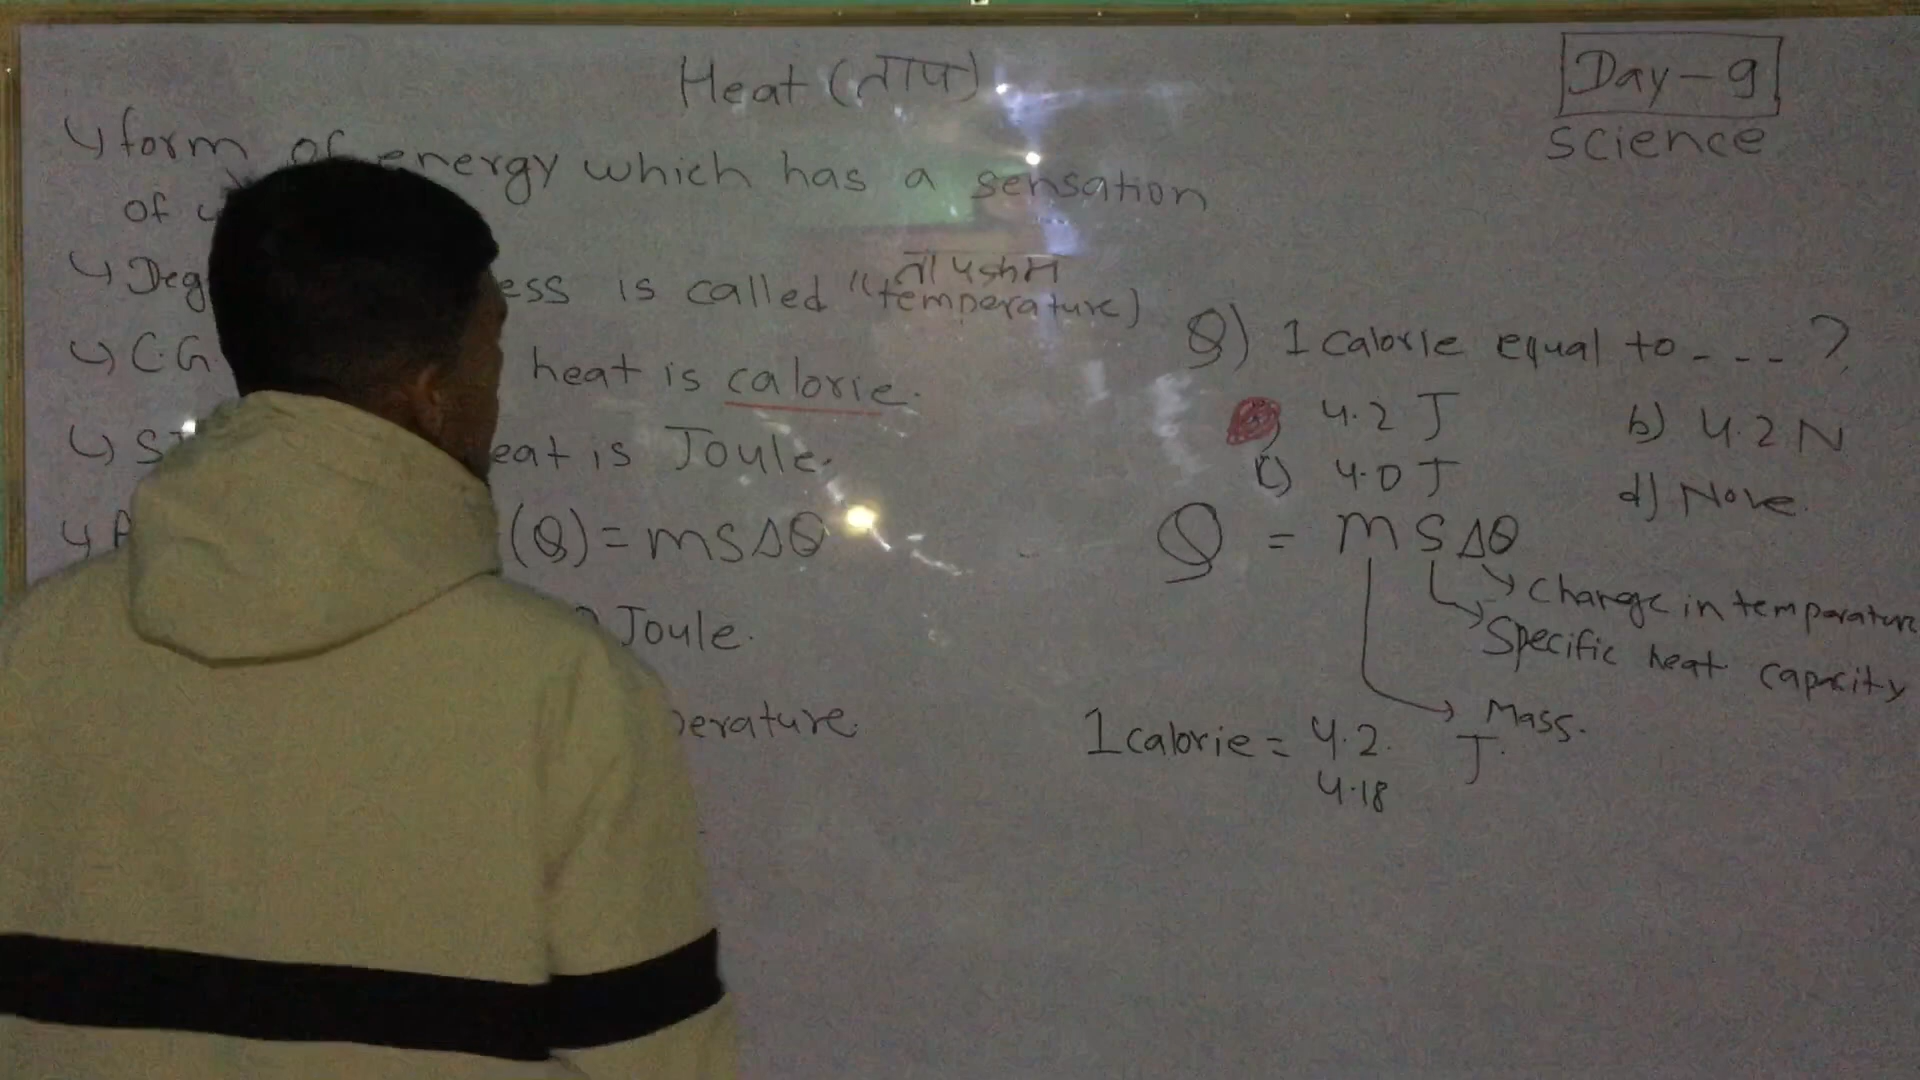 Heat (ताप)
Day-9
science
↳ form of energy which has a sensation
of
↳ Deg ess is called "(temperature)
तापक्रम
↳ C.G heat is calorie.
↳ S eat is Joule.
(Q) = msΔθ
Joule.
perature.
Q) 1 calorie equal to - - - ?
4.2 J b) 4.2 N
c) 4.0 J d) None.
Q = m s Δθ
Change in temperature
Specific heat capacity
Mass.
1 calorie = 4.2. J.
4.18